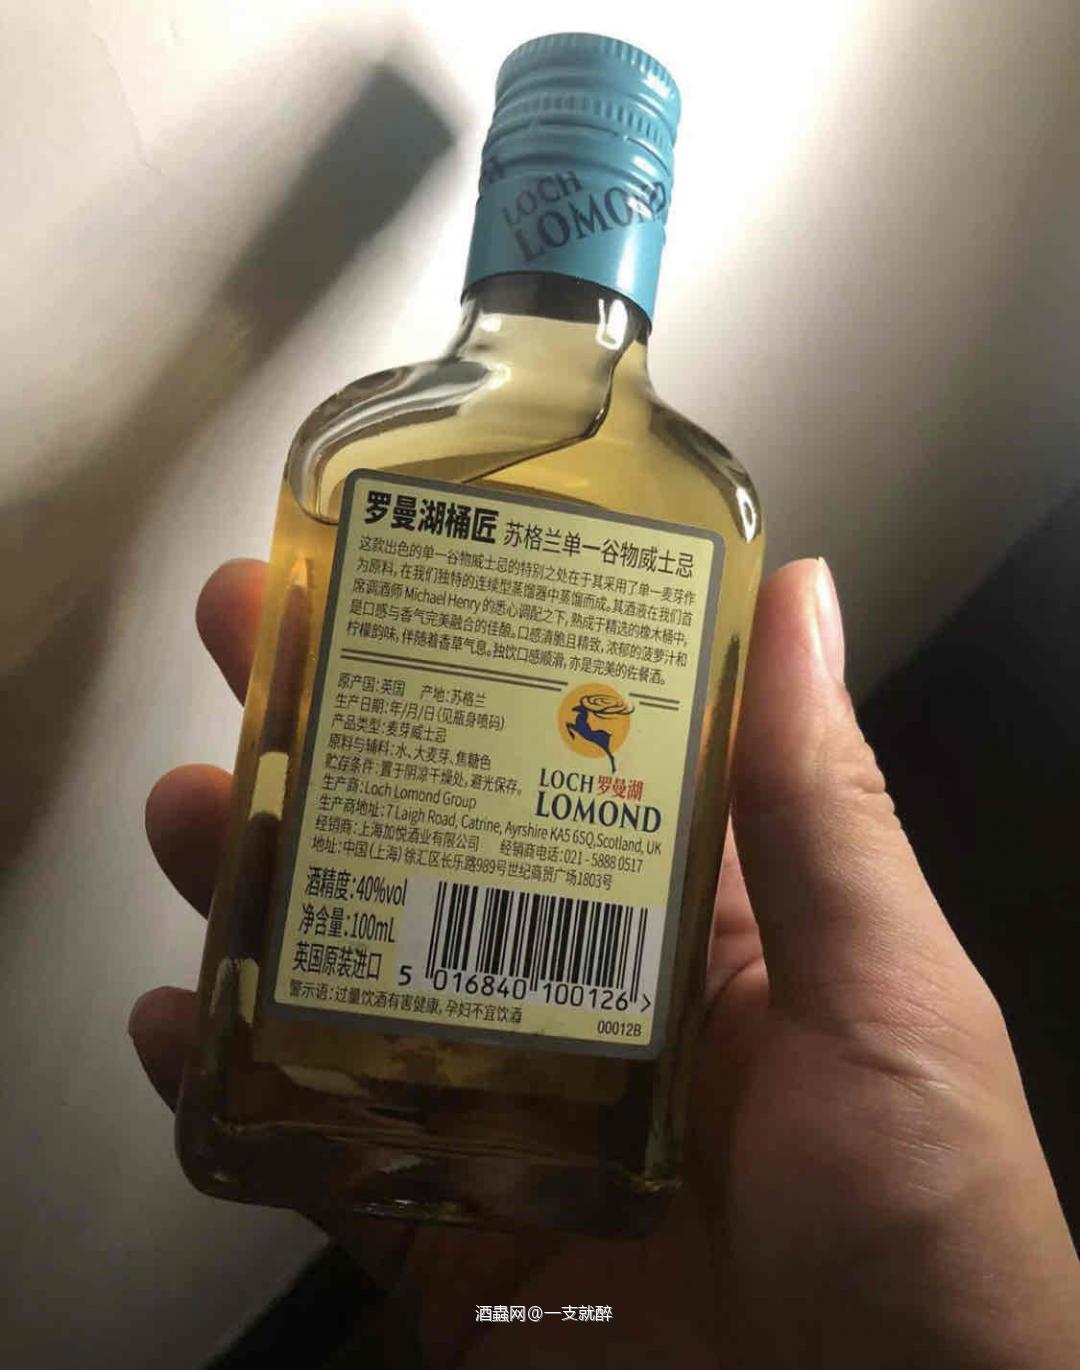 LOCH
LOMOND
罗曼湖桶匠 苏格兰单一谷物威士忌
这款出色的单一谷物威士忌的特别之处在于其采用了单一麦芽作
为原料，在我们独特的连续型蒸馏器中蒸馏而成。其酒液在我们首
席调酒师 Michael Henry 的悉心调配之下，熟成于精选的橡木桶中，
是口感与香气完美融合的佳酿。口感清脆且精致，浓郁的菠萝汁和
柠檬韵味，伴随着香草气息。独饮口感顺滑，亦是完美的佐餐酒。
原产国：英国 产地：苏格兰
生产日期：年/月/日（见瓶身喷码）
产品类型：麦芽威士忌
原料与辅料：水、大麦芽、焦糖色
贮存条件：置于阴凉干燥处，避光保存。
生产商：Loch Lomond Group
生产商地址：7 Laigh Road, Catrine, Ayrshire KA5 6SQ,Scotland, UK
经销商：上海加悦酒业有限公司 经销商电话：021 - 5888 0517
地址：中国（上海）徐汇区长乐路989号世纪商贸广场1803号
LOCH 罗曼湖
LOMOND
酒精度：40%vol
净含量：100mL
英国原装进口
5 016840 100126 >
警示语：过量饮酒有害健康，孕妇不宜饮酒
00012B
酒蟲网@一支就醉